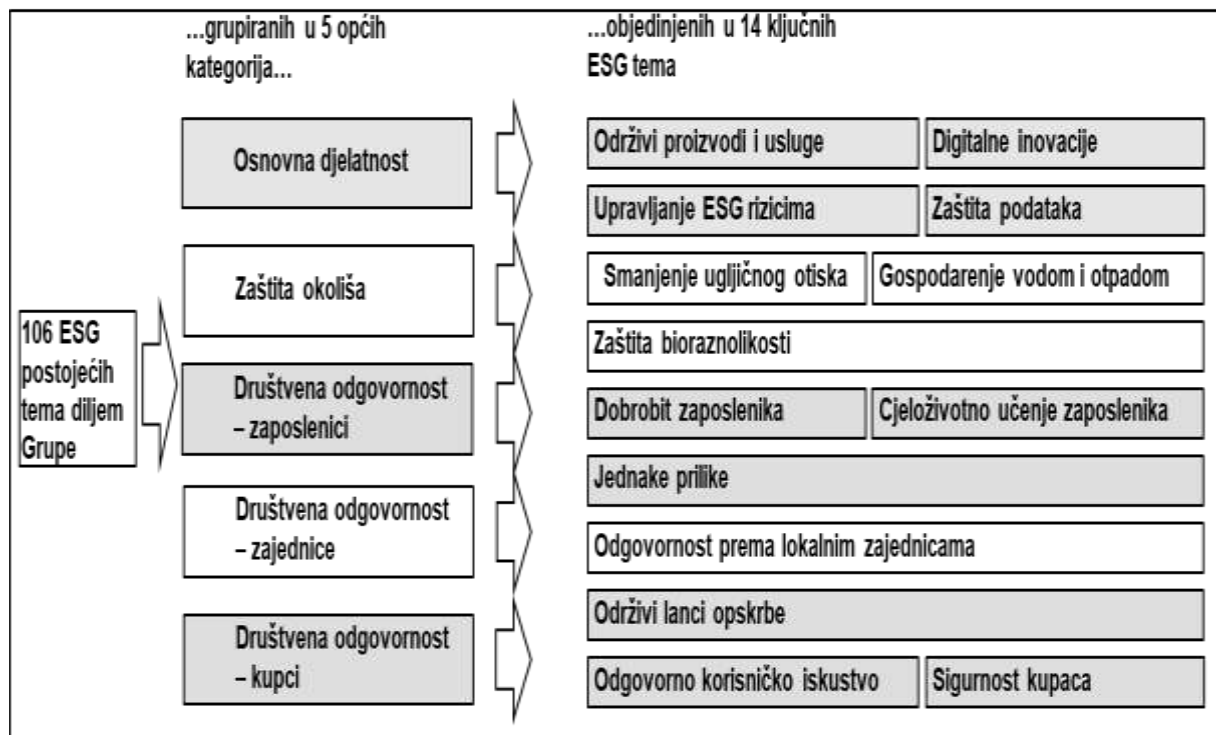 ...grupiranih u 5 općih
kategorija...
...objedinjenih u 14 ključnih
ESG tema
106 ESG
postojećih
tema diljem
Grupe
Osnovna djelatnost
Zaštita okoliša
Društvena odgovornost
– zaposlenici
Društvena odgovornost
– zajednice
Društvena odgovornost
– kupci
Održivi proizvodi i usluge
Digitalne inovacije
Upravljanje ESG rizicima
Zaštita podataka
Smanjenje ugljičnog otiska
Gospodarenje vodom i otpadom
Zaštita bioraznolikosti
Dobrobit zaposlenika
Cjeloživotno učenje zaposlenika
Jednake prilike
Odgovornost prema lokalnim zajednicama
Održivi lanci opskrbe
Odgovorno korisničko iskustvo
Sigurnost kupaca